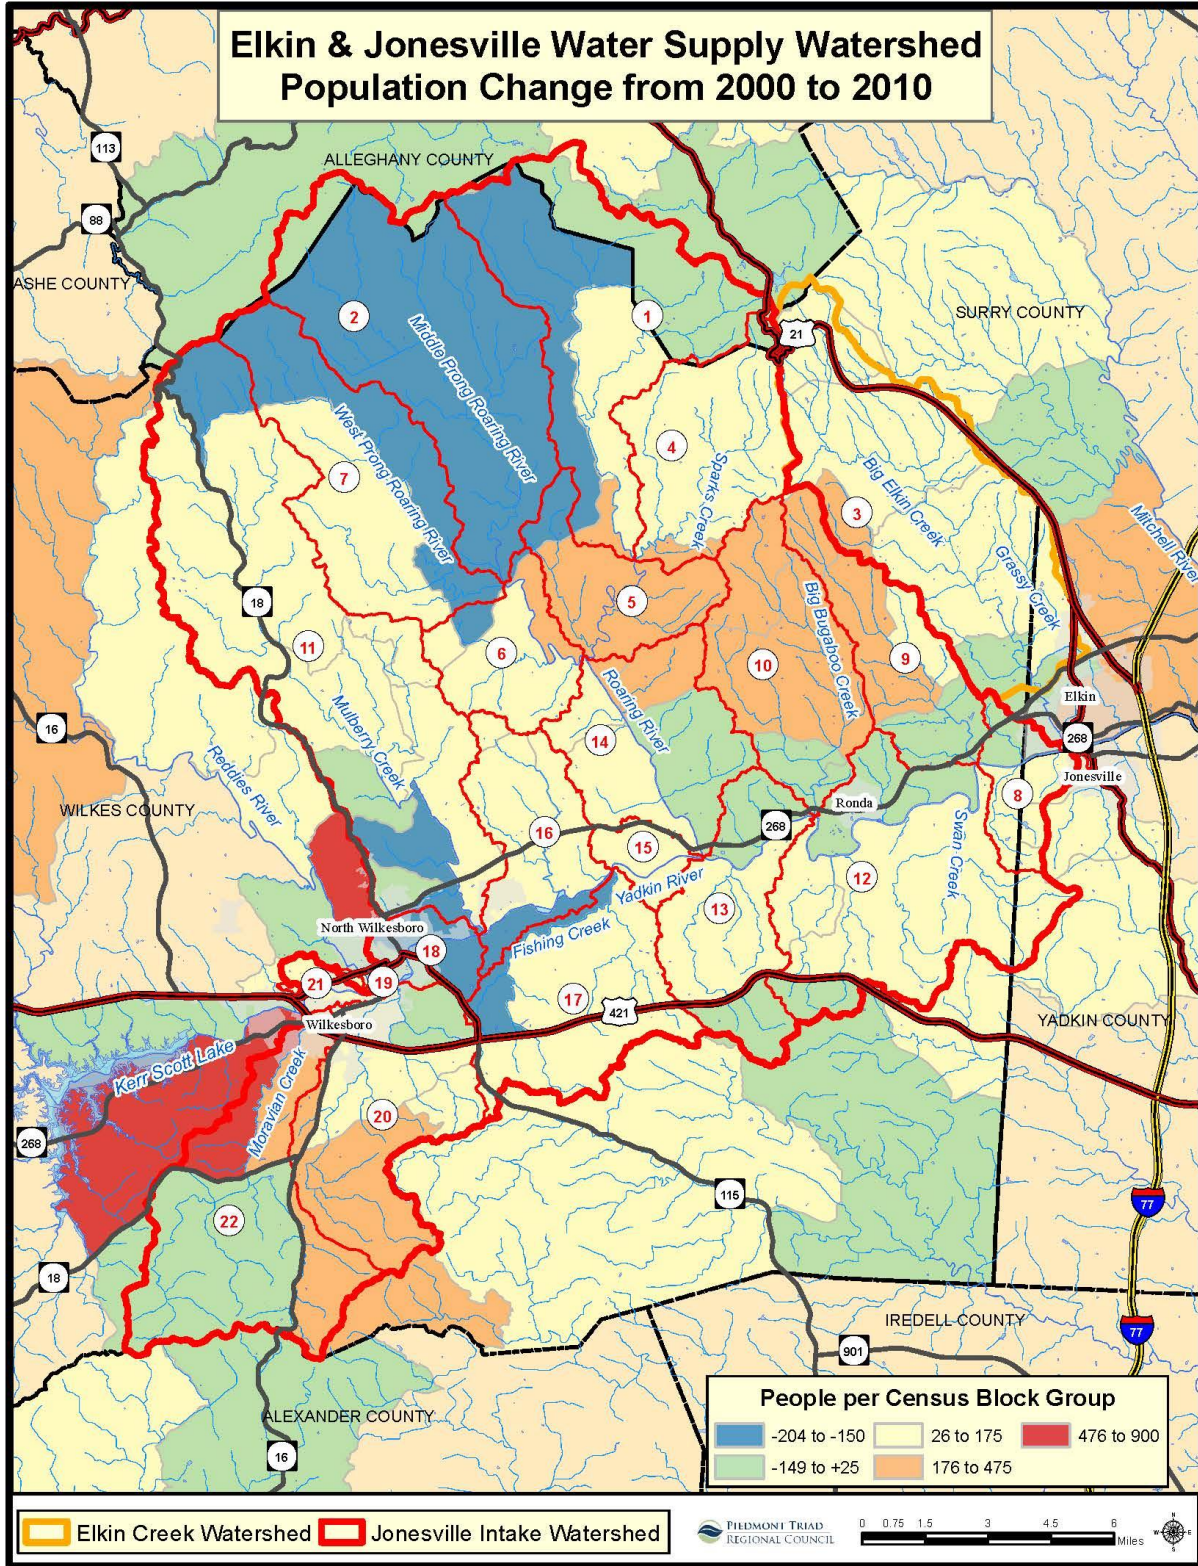 Elkin & Jonesville Water Supply Watershed
Population Change from 2000 to 2010
113
ALLEGHANY COUNTY
88
ASHE COUNTY
SURRY COUNTY
2
1
21
Middle Prong Roaring River
West Prong Roaring River
4
7
Sparks Creek
Big Elkin Creek
3
Mitchell River
Grassy Creek
18
5
Big Bugaboo Creek
11
6
10
9
Mulberry Creek
Roaring River
Elkin
16
14
268
Reddies River
Jonesville
8
WILKES COUNTY
Ronda
268
16
15
Swan Creek
12
Yadkin River
13
North Wilkesboro
Fishing Creek
18
21
19
17
421
Wilkesboro
YADKIN COUNTY
Kerr Scott Lake
Moravian Creek
20
268
115
77
22
18
IREDELL COUNTY
77
901
ALEXANDER COUNTY
16
People per Census Block Group
-204 to -150
26 to 175
476 to 900
-149 to +25
176 to 475
Elkin Creek Watershed
Jonesville Intake Watershed
PIEDMONT TRIAD
REGIONAL COUNCIL
0 0.75 1.5 3 4.5 6
Miles
N
W E
S